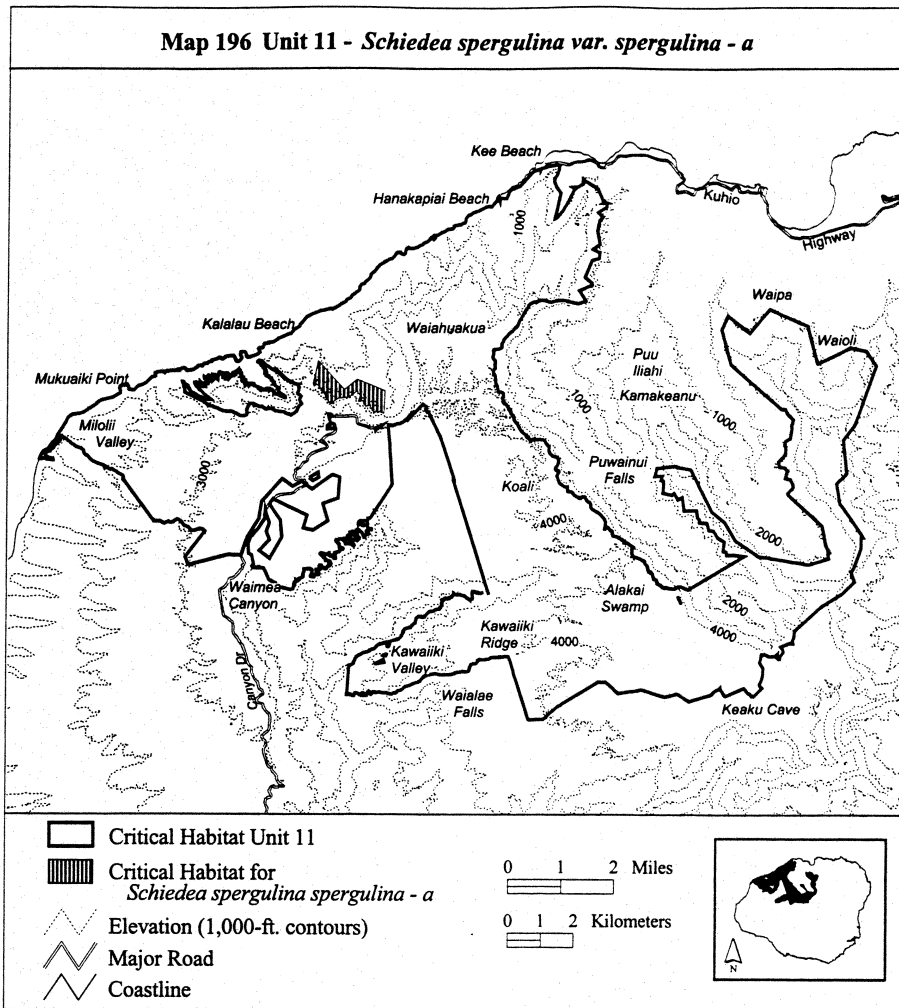 Map 196 Unit 11 - Schiedea spergulina var. spergulina - a
Kee Beach
Hanakapiai Beach
Kuhio
Highway
1000
Waipa
Kalalau Beach
Waiahuakua
Waioli
Puu
Iliahi
Mukuaiki Point
Kamakeanu
1000
1000
Milolii
Valley
3000
Puwainui
Falls
Koali
4000
2000
Waimea
Canyon
Alakai
Swamp
2000
4000
Kawaiiki
Ridge
4000
Kawaiiki
Valley
Canyon Dr
Waialae
Falls
Keaku Cave
Critical Habitat Unit 11
Critical Habitat for
Schiedea spergulina spergulina - a
Elevation (1,000-ft. contours)
Major Road
Coastline
0 1 2 Miles
0 1 2 Kilometers
N